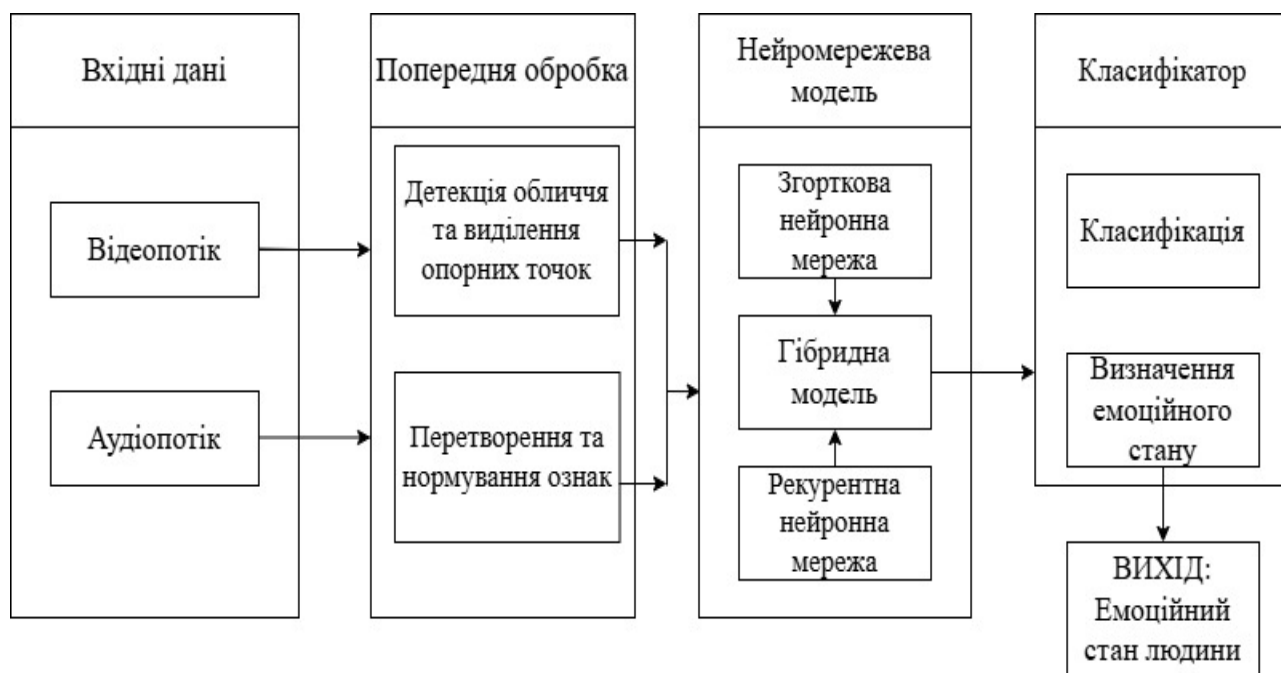 Вхідні дані
Відеопотік
Аудіопотік
Попередня обробка
Детекція обличчя
та виділення
опорних точок
Перетворення та
нормування ознак
Нейромережева
модель
Згорткова
нейронна
мережа
Гібридна
модель
Рекурентна
нейронна
мережа
Класифікатор
Класифікація
Визначення
емоційного
стану
ВИХІД:
Емоційний
стан людини